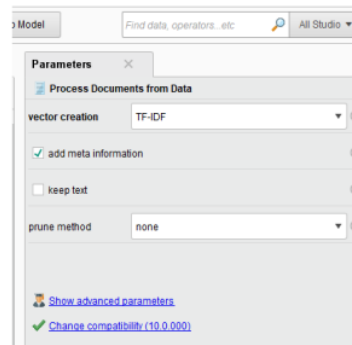 Model
Find data, operators...etc
All Studio
Parameters
Process Documents from Data
vector creation
TF-IDF
add meta information
keep text
prune method
none
Show advanced parameters
Change compatibility (10.0.000)